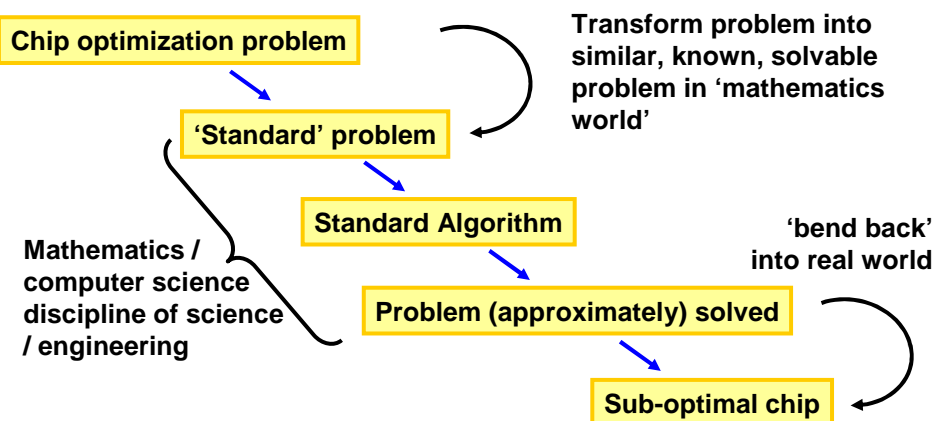 Chip optimization problem
Transform problem into
similar, known, solvable
problem in ‘mathematics
world’
‘Standard’ problem
Standard Algorithm
Mathematics /
computer science
discipline of science
/ engineering
‘bend back’
into real world
Problem (approximately) solved
Sub-optimal chip